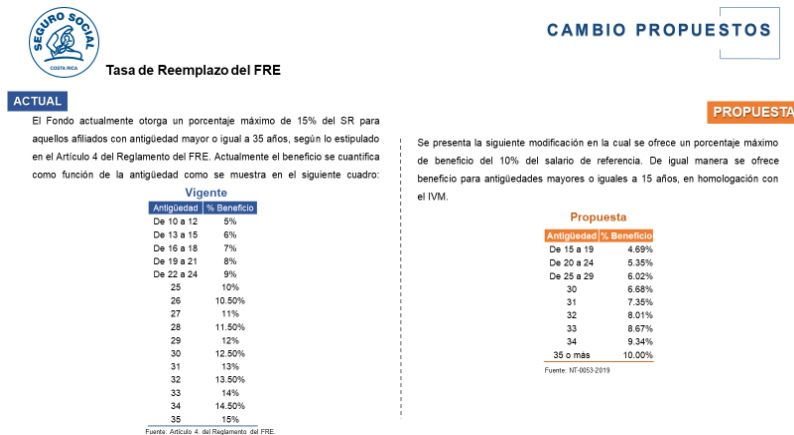 SEGURO SOCIAL
COSTA RICA
CAMBIO PROPUESTOS
Tasa de Reemplazo del FRE
ACTUAL
El Fondo actualmente otorga un porcentaje máximo de 15% del SR para
aquellos afiliados con antigüedad mayor o igual a 35 años, según lo estipulado
en el Artículo 4 del Reglamento del FRE. Actualmente el beneficio se cuantifica
como función de la antigüedad como se muestra en el siguiente cuadro:
Vigente
Antigüedad % Beneficio
De 10 a 12 5%
De 13 a 15 6%
De 16 a 18 7%
De 19 a 21 8%
De 22 a 24 9%
25 10%
26 10.50%
27 11%
28 11.50%
29 12%
30 12.50%
31 13%
32 13.50%
33 14%
34 14.50%
35 15%
Fuente: Artículo 4, del Reglamento del FRE.
PROPUESTA
Se presenta la siguiente modificación en la cual se ofrece un porcentaje máximo
de beneficio del 10% del salario de referencia. De igual manera se ofrece
beneficio para antigüedades mayores o iguales a 15 años, en homologación con
el IVM.
Propuesta
Antigüedad % Beneficio
De 15 a 19 4.69%
De 20 a 24 5.35%
De 25 a 29 6.02%
30 6.68%
31 7.35%
32 8.01%
33 8.67%
34 9.34%
35 o más 10.00%
Fuente: NT-0053-2019